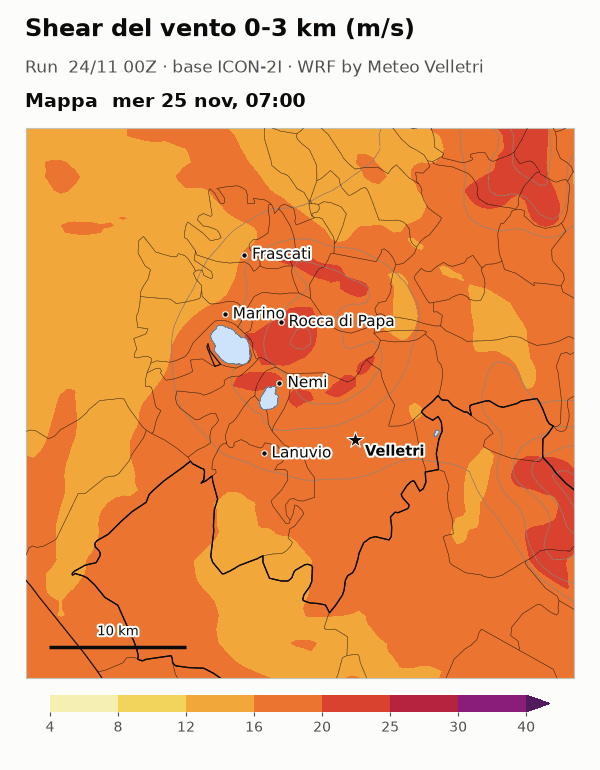 Shear del vento 0-3 km (m/s)
Run  24/11 00Z · base ICON-2I · WRF by Meteo Velletri
Mappa  mer 25 nov, 07:00
Frascati
Marino
Rocca di Papa
Nemi
Velletri
Lanuvio
10 km
4 8 12 16 20 25 30 40